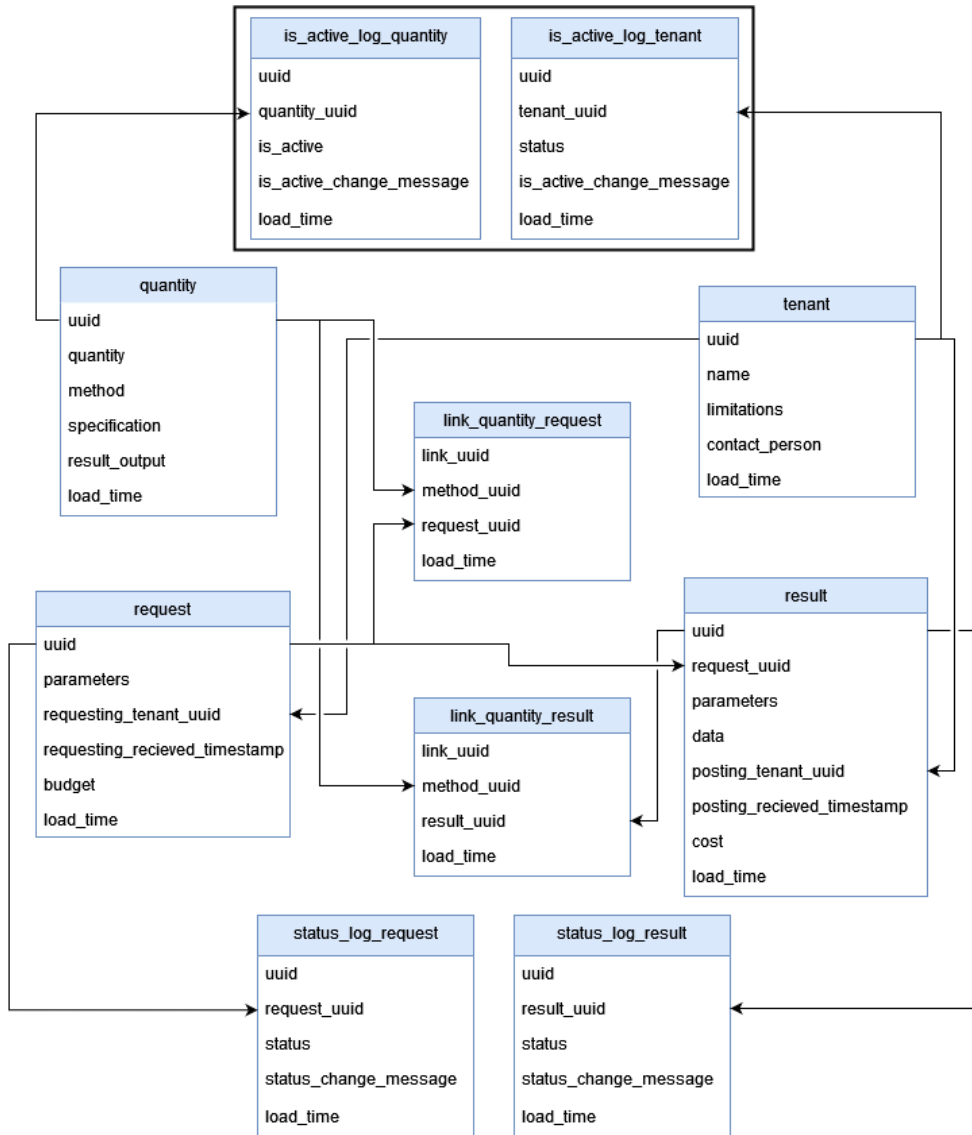 is_active_log_quantity
uuid
quantity_uuid
is_active
is_active_change_message
load_time
is_active_log_tenant
uuid
tenant_uuid
status
is_active_change_message
load_time
quantity
uuid
quantity
method
specification
result_output
load_time
tenant
uuid
name
limitations
contact_person
load_time
link_quantity_request
link_uuid
method_uuid
request_uuid
load_time
request
uuid
parameters
requesting_tenant_uuid
requesting_recieved_timestamp
budget
load_time
result
uuid
request_uuid
parameters
data
posting_tenant_uuid
posting_recieved_timestamp
cost
load_time
link_quantity_result
link_uuid
method_uuid
result_uuid
load_time
status_log_request
uuid
request_uuid
status
status_change_message
load_time
status_log_result
uuid
result_uuid
status
status_change_message
load_time